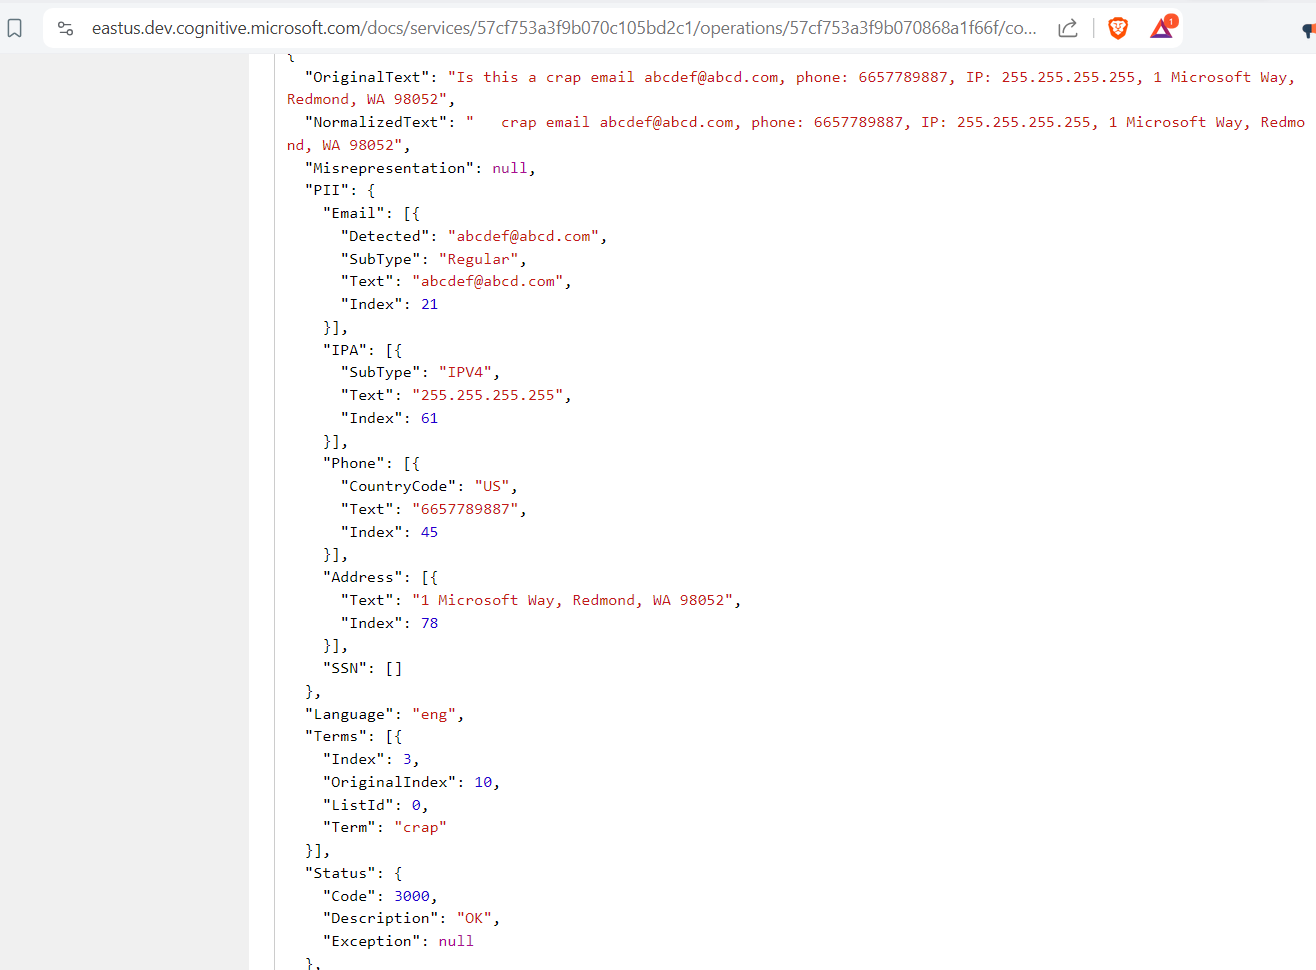 eastus.dev.cognitive.microsoft.com/docs/services/57cf753a3f9b070c105bd2c1/operations/57cf753a3f9b070868a1f66f/co...
1
{
"OriginalText": "Is this a crap email abcdef@abcd.com, phone: 6657789887, IP: 255.255.255.255, 1 Microsoft Way,
Redmond, WA 98052",
"NormalizedText": "   crap email abcdef@abcd.com, phone: 6657789887, IP: 255.255.255.255, 1 Microsoft Way, Redmo
nd, WA 98052",
"Misrepresentation": null,
"PII": {
"Email": [{
"Detected": "abcdef@abcd.com",
"SubType": "Regular",
"Text": "abcdef@abcd.com",
"Index": 21
}],
"IPA": [{
"SubType": "IPV4",
"Text": "255.255.255.255",
"Index": 61
}],
"Phone": [{
"CountryCode": "US",
"Text": "6657789887",
"Index": 45
}],
"Address": [{
"Text": "1 Microsoft Way, Redmond, WA 98052",
"Index": 78
}],
"SSN": []
},
"Language": "eng",
"Terms": [{
"Index": 3,
"OriginalIndex": 10,
"ListId": 0,
"Term": "crap"
}],
"Status": {
"Code": 3000,
"Description": "OK",
"Exception": null
},